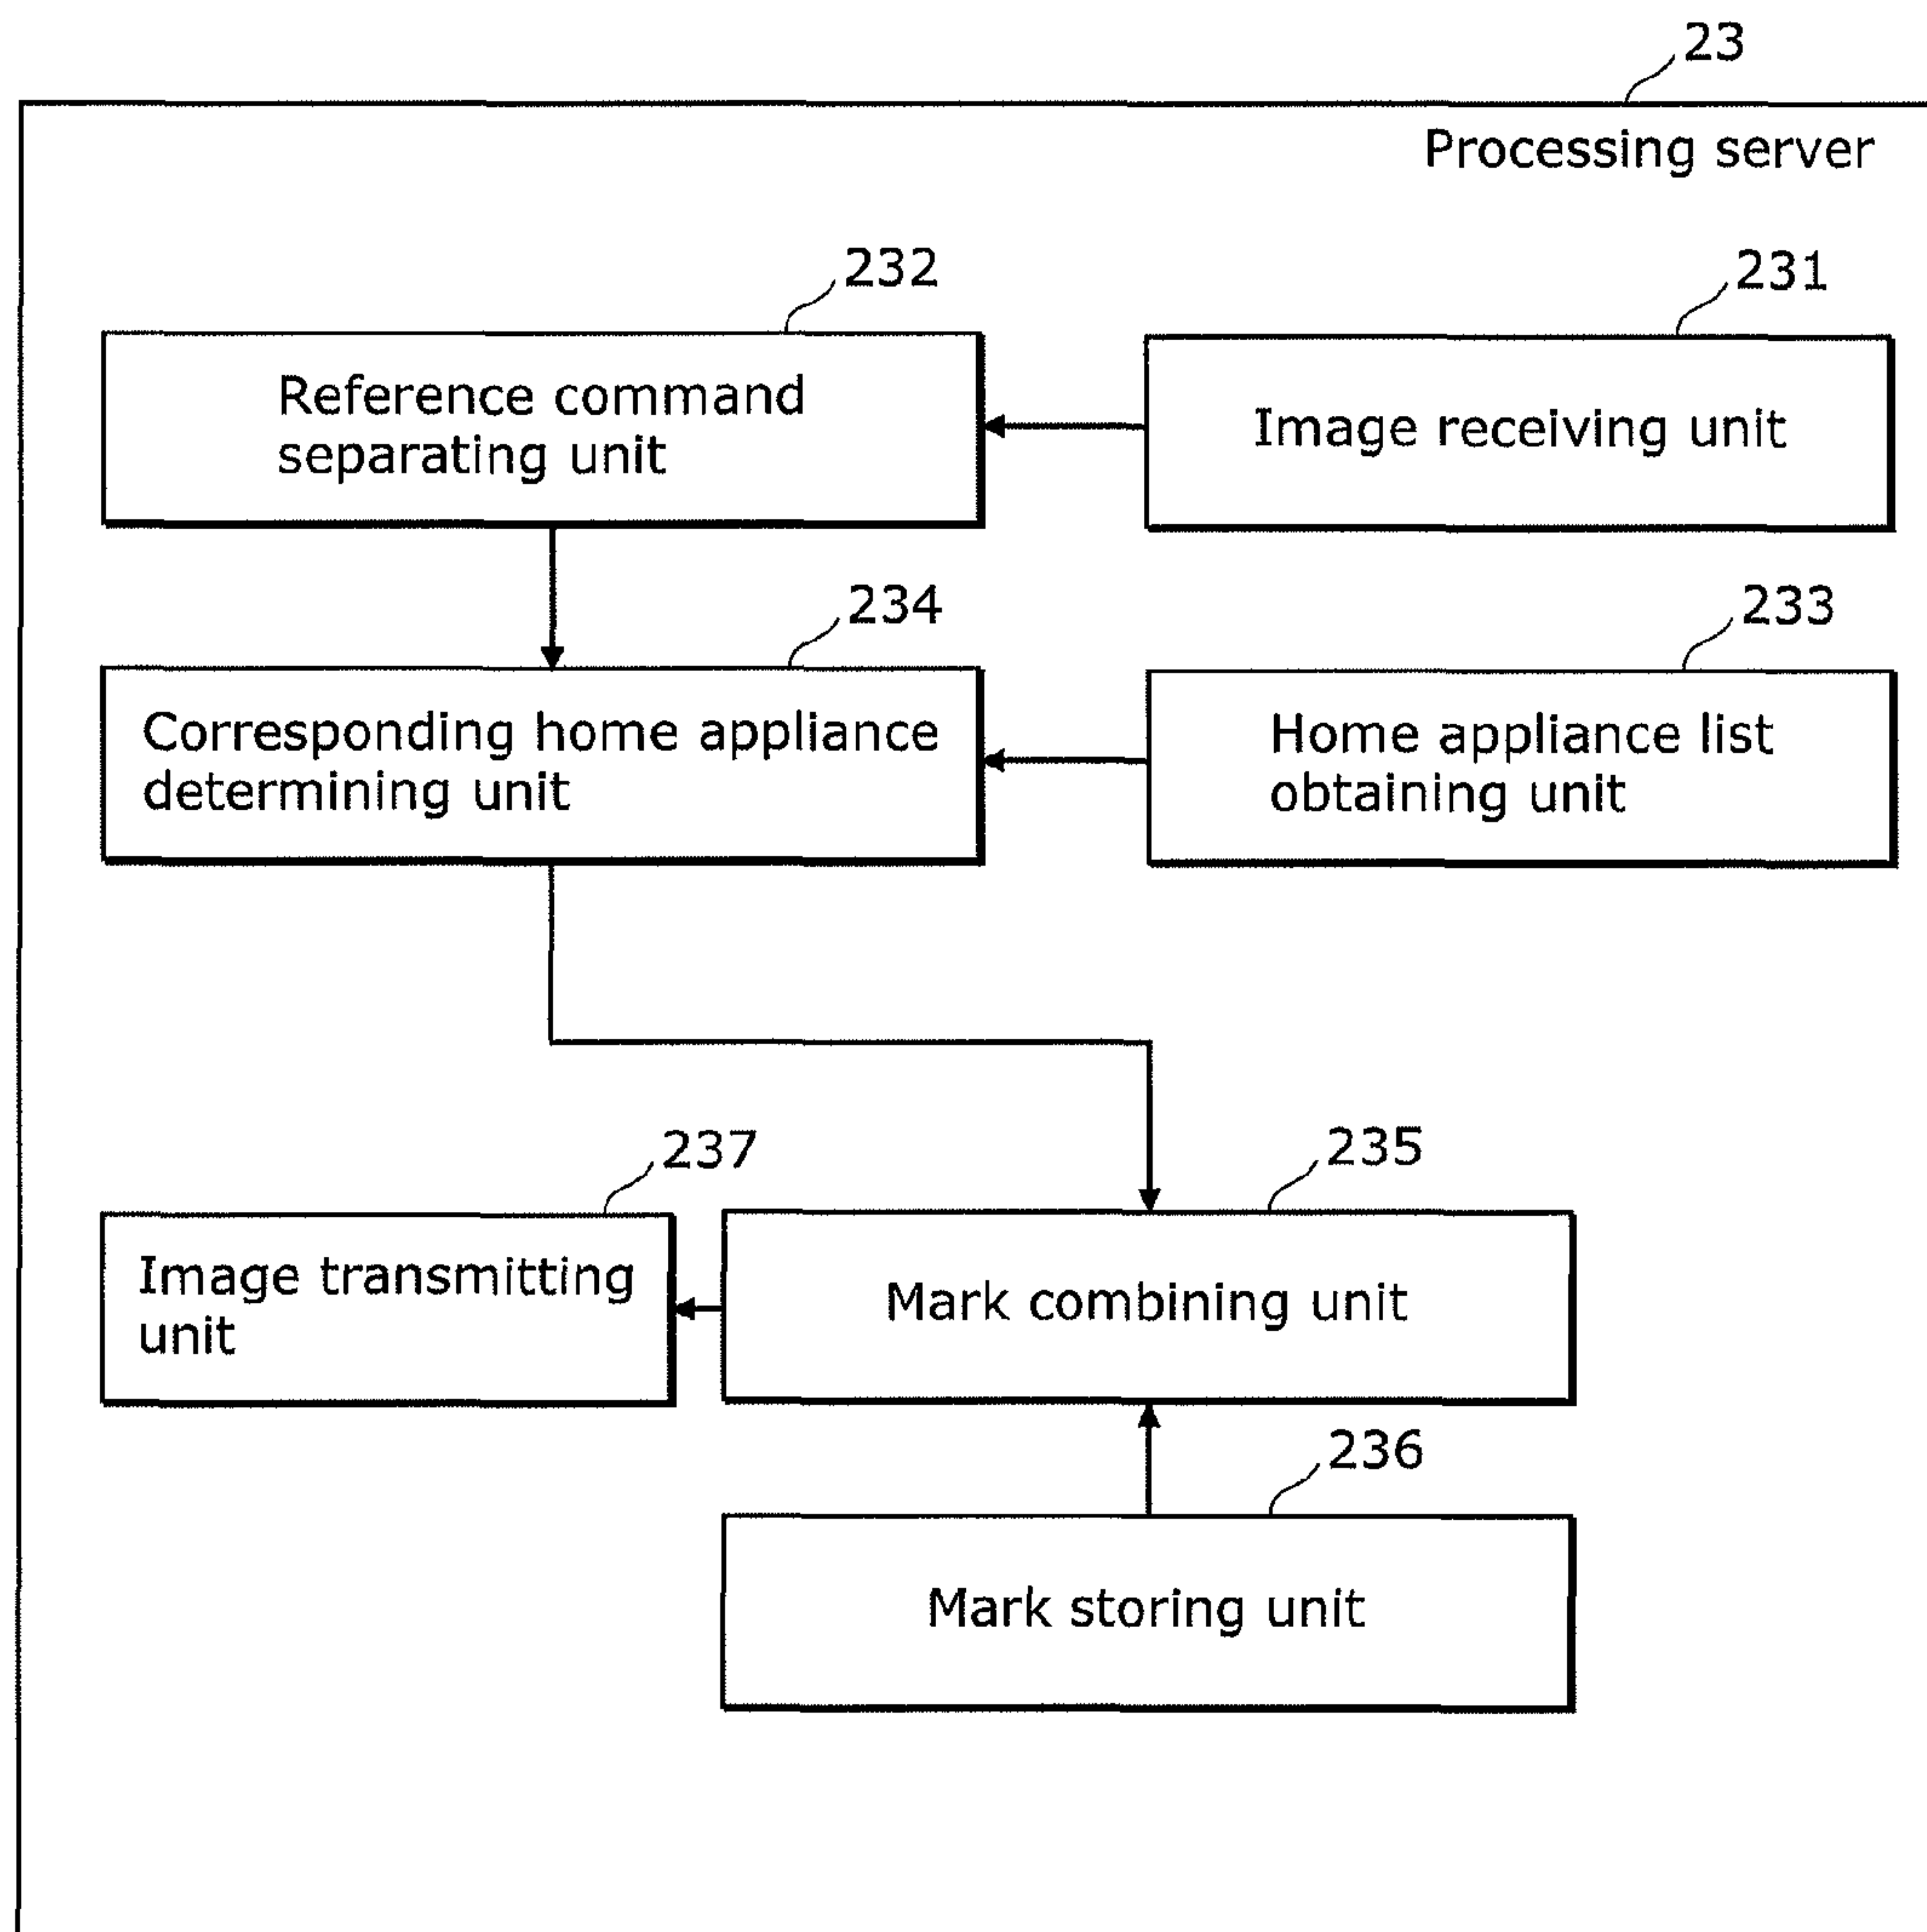 23
Processing server
232
231
Reference command
separating unit
Image receiving unit
234
233
Corresponding home appliance
determining unit
Home appliance list
obtaining unit
237
235
Image transmitting
unit
Mark combining unit
236
Mark storing unit